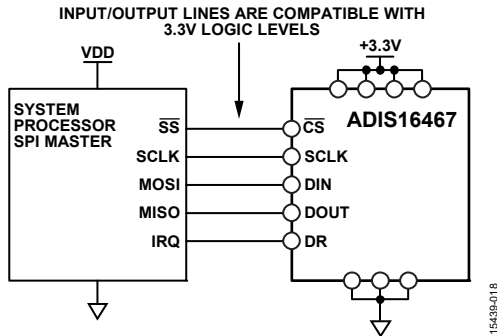 INPUT/OUTPUT LINES ARE COMPATIBLE WITH
3.3V LOGIC LEVELS
VDD
+3.3V
SYSTEM
PROCESSOR
SPI MASTER
ADIS16467
SS
CS
SCLK
SCLK
MOSI
DIN
MISO
DOUT
IRQ
DR
15439-018